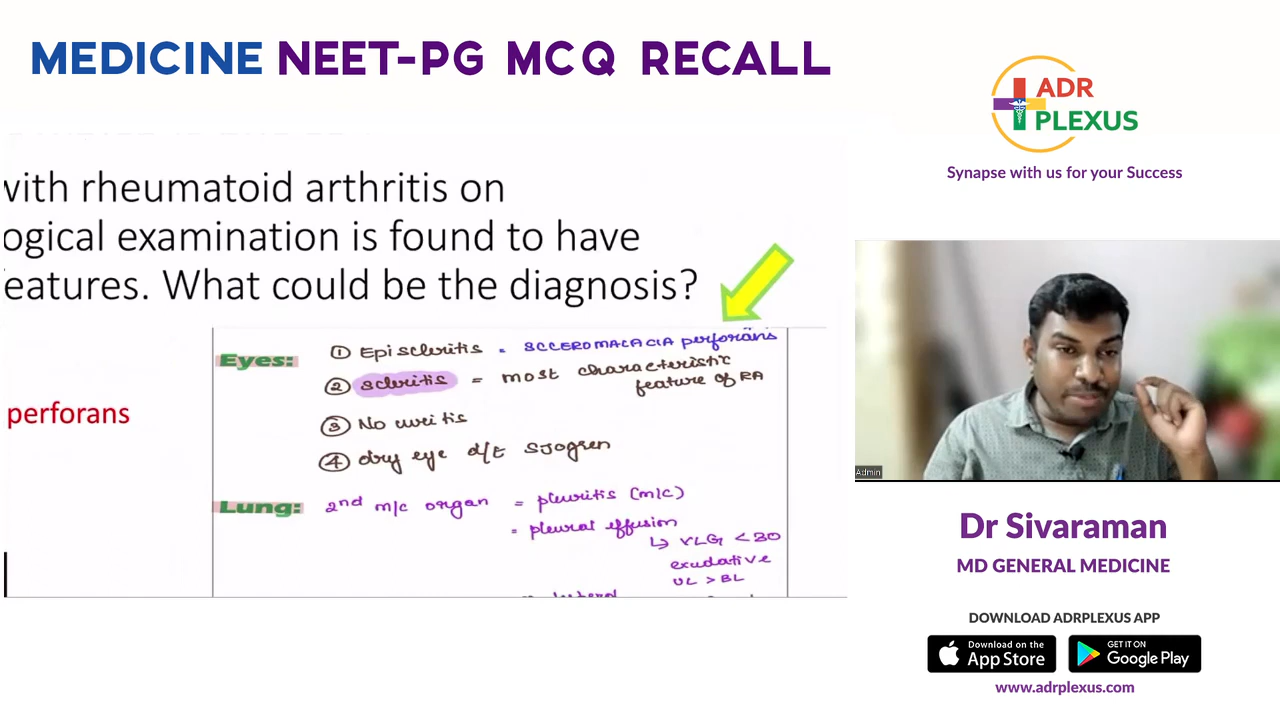 MEDICINE NEET-PG MCQ RECALL
ADR
PLEXUS
Synapse with us for your Success
with rheumatoid arthritis on
ogical examination is found to have
eatures. What could be the diagnosis?
perforans
Eyes:
① Episcleritis = SCLEROMALACIA perforans
② scleritis = most characteristic
feature of RA
③ No uveitis
④ dry eye d/t Sjogren
Lung: 2nd m/c organ = pleuritis (m/c)
= pleural effusion
↳ <30
exudative
UL > BL
Admin
Dr Sivaraman
MD GENERAL MEDICINE
DOWNLOAD ADRPLEXUS APP
Download on the
App Store
GET IT ON
Google Play
www.adrplexus.com